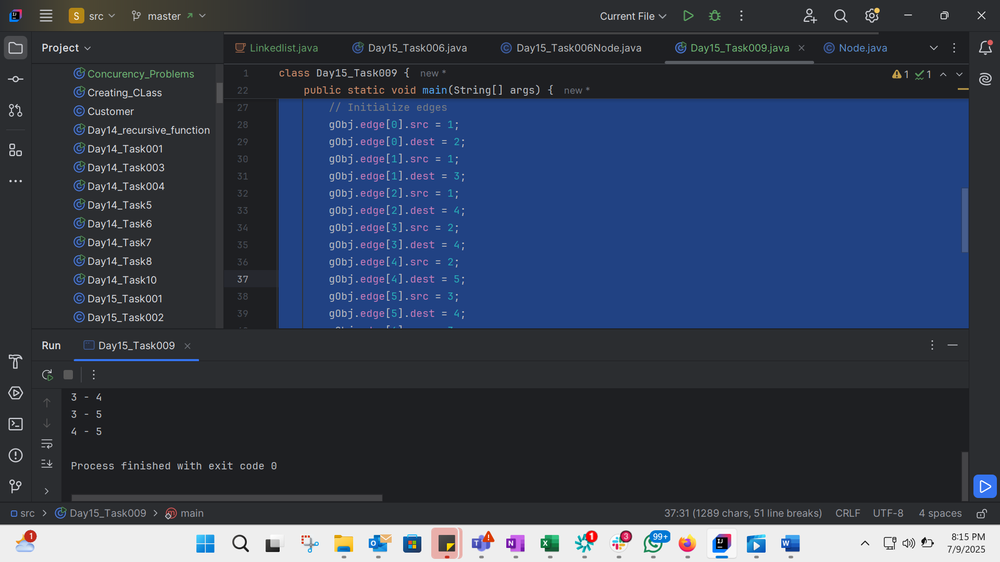 S src master Current File
Project
Linkedlist.java Day15_Task006.java Day15_Task006Node.java Day15_Task009.java Node.java
Concurency_Problems
Creating_CLass
Customer
Day14_recursive_function
Day14_Task001
Day14_Task003
Day14_Task004
Day14_Task5
Day14_Task6
Day14_Task7
Day14_Task8
Day14_Task10
Day15_Task001
Day15_Task002
1 class Day15_Task009 { new *
1 1
22 public static void main(String[] args) { new *
27 // Initialize edges
28 gObj.edge[0].src = 1;
29 gObj.edge[0].dest = 2;
30 gObj.edge[1].src = 1;
31 gObj.edge[1].dest = 3;
32 gObj.edge[2].src = 1;
33 gObj.edge[2].dest = 4;
34 gObj.edge[3].src = 2;
35 gObj.edge[3].dest = 4;
36 gObj.edge[4].src = 2;
37 gObj.edge[4].dest = 5;
38 gObj.edge[5].src = 3;
39 gObj.edge[5].dest = 4;
Run Day15_Task009
3 - 4
3 - 5
4 - 5
Process finished with exit code 0
src > Day15_Task009 > main
37:31 (1289 chars, 51 line breaks) CRLF UTF-8 4 spaces
1
1
3
99+
8:15 PM
7/9/2025